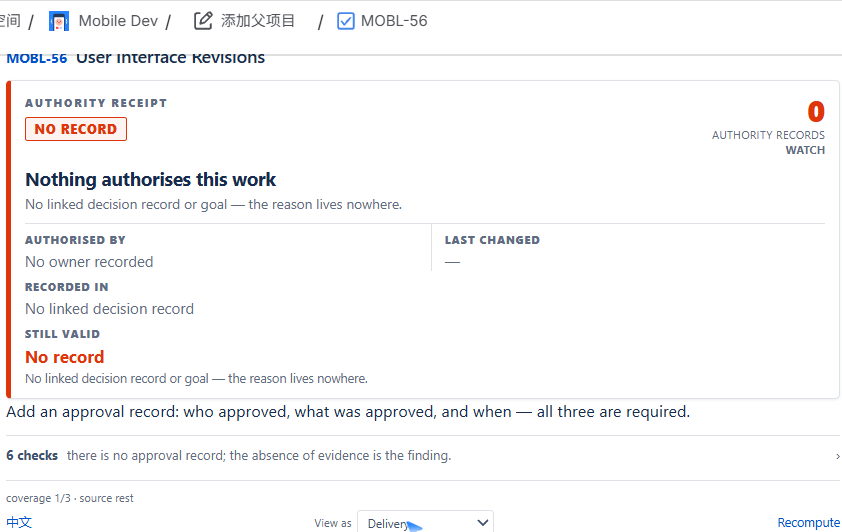 空间 / Mobile Dev / 添加父项目 / MOBL-56
MOBL-56 User Interface Revisions
AUTHORITY RECEIPT
NO RECORD
0
AUTHORITY RECORDS
WATCH
Nothing authorises this work
No linked decision record or goal — the reason lives nowhere.
AUTHORISED BY
No owner recorded
LAST CHANGED
—
RECORDED IN
No linked decision record
STILL VALID
No record
No linked decision record or goal — the reason lives nowhere.
Add an approval record: who approved, what was approved, and when — all three are required.
6 checks there is no approval record; the absence of evidence is the finding. ›
coverage 1/3 · source rest
中文 View as Delivery Recompute